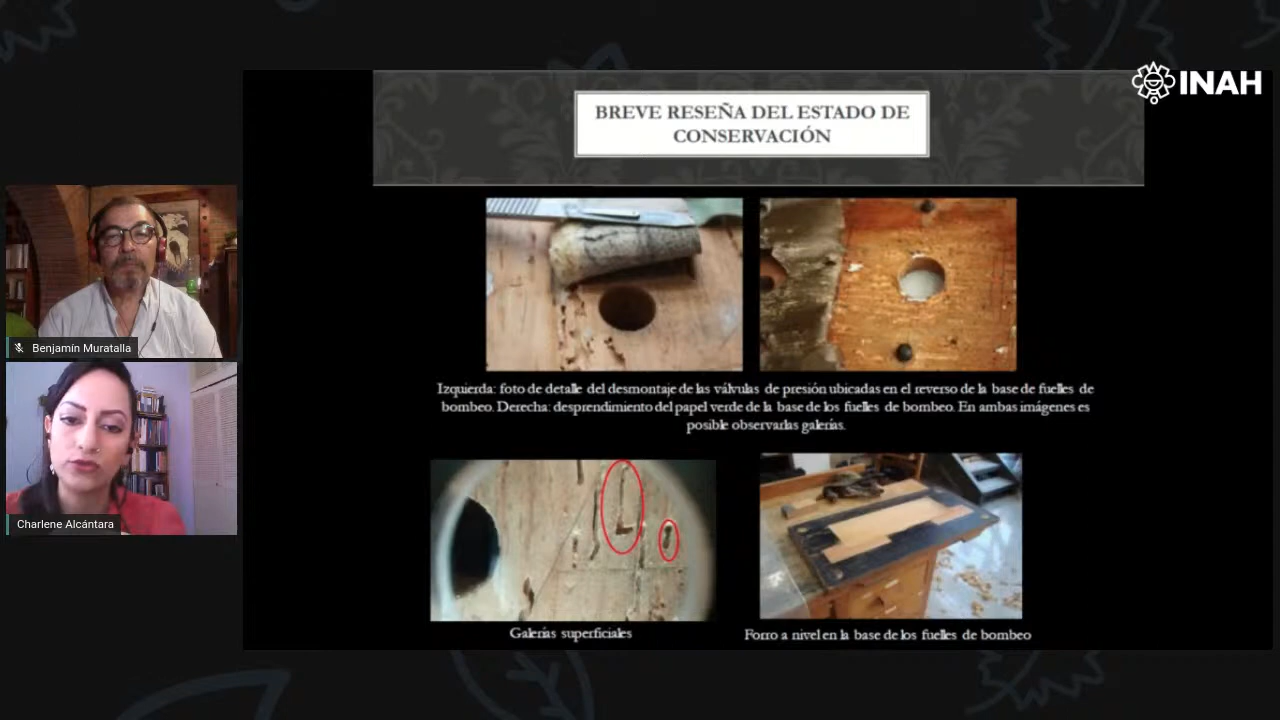 INAH
BREVE RESEÑA DEL ESTADO DE
CONSERVACIÓN
Izquierda: foto de detalle del desmontaje de las válvulas de presión ubicadas en el reverso de la base de fuelles de
bombeo. Derecha: desprendimiento del papel verde de la base de los fuelles de bombeo. En ambas imágenes es
posible observarlas galerías.
Galerías superficiales
Forro a nivel en la base de los fuelles de bombeo
Benjamín Muratalla
Charlene Alcántara